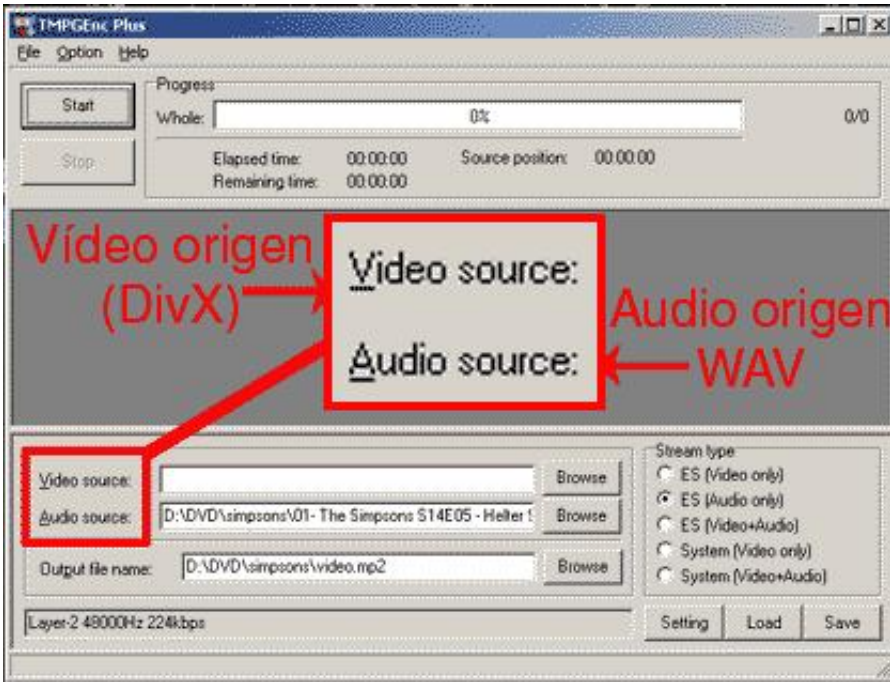 TMPGEnc Plus
File Option Help
Start
Progress
Whole: 0% 0/0
Stop
Elapsed time: 00:00:00 Source position: 00:00:00
Remaining time: 00:00:00
Vídeo origen
(DivX)
Video source:
Audio source:
Audio origen
WAV
Video source: Browse
Audio source: D:\DVD\simpsons\01- The Simpsons S14E05 - Helter Browse
Output file name: D:\DVD\simpsons\video.mp2 Browse
Stream type
ES (Video only)
ES (Audio only)
ES (Video+Audio)
System (Video only)
System (Video+Audio)
Layer-2 48000Hz 224kbps
Setting Load Save